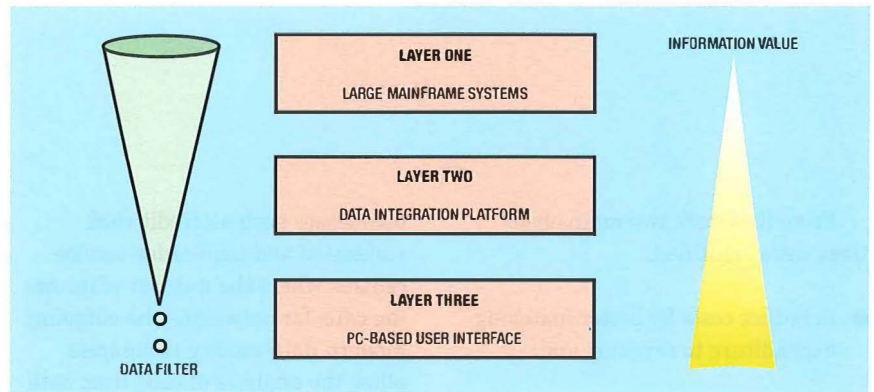 LAYER ONE
LARGE MAINFRAME SYSTEMS
INFORMATION VALUE
LAYER TWO
DATA INTEGRATION PLATFORM
LAYER THREE
PC-BASED USER INTERFACE
DATA FILTER